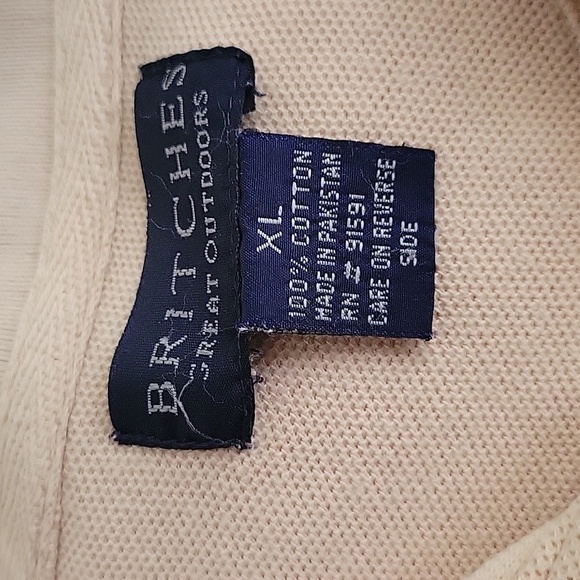 BRITCHES
GREAT OUTDOORS
XL
100% COTTON
MADE IN PAKISTAN
RN # 91591
CARE ON REVERSE
SIDE